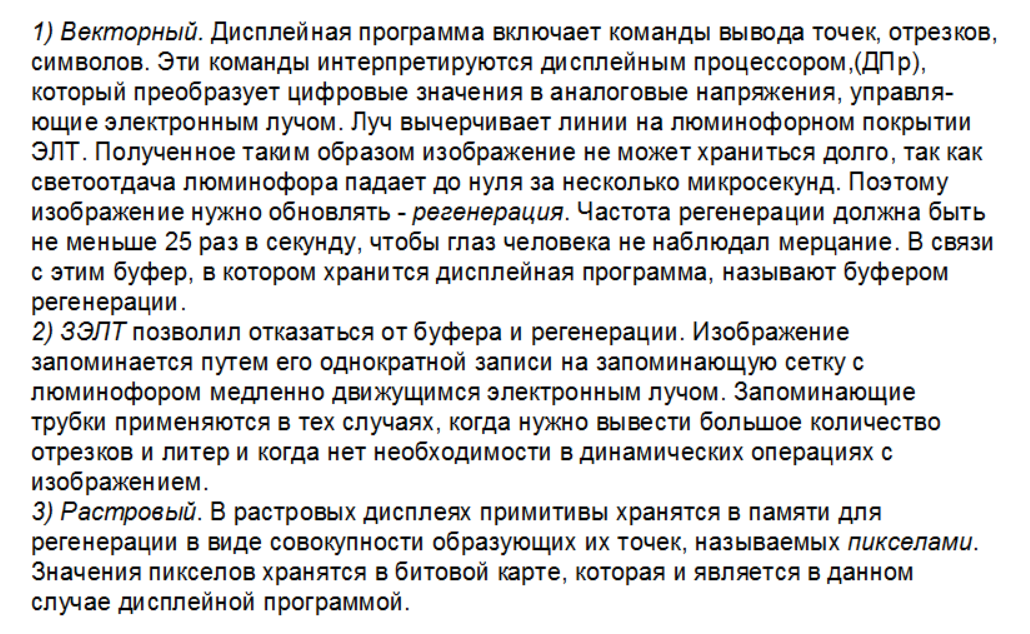 1) Векторный. Дисплейная программа включает команды вывода точек, отрезков,
символов. Эти команды интерпретируются дисплейным процессором,(ДПр),
который преобразует цифровые значения в аналоговые напряжения, управля-
ющие электронным лучом. Луч вычерчивает линии на люминофорном покрытии
ЭЛТ. Полученное таким образом изображение не может храниться долго, так как
светоотдача люминофора падает до нуля за несколько микросекунд. Поэтому
изображение нужно обновлять - регенерация. Частота регенерации должна быть
не меньше 25 раз в секунду, чтобы глаз человека не наблюдал мерцание. В связи
с этим буфер, в котором хранится дисплейная программа, называют буфером
регенерации.
2) ЗЭЛТ позволил отказаться от буфера и регенерации. Изображение
запоминается путем его однократной записи на запоминающую сетку с
люминофором медленно движущимся электронным лучом. Запоминающие
трубки применяются в тех случаях, когда нужно вывести большое количество
отрезков и литер и когда нет необходимости в динамических операциях с
изображением.
3) Растровый. В растровых дисплеях примитивы хранятся в памяти для
регенерации в виде совокупности образующих их точек, называемых пикселами.
Значения пикселов хранятся в битовой карте, которая и является в данном
случае дисплейной программой.